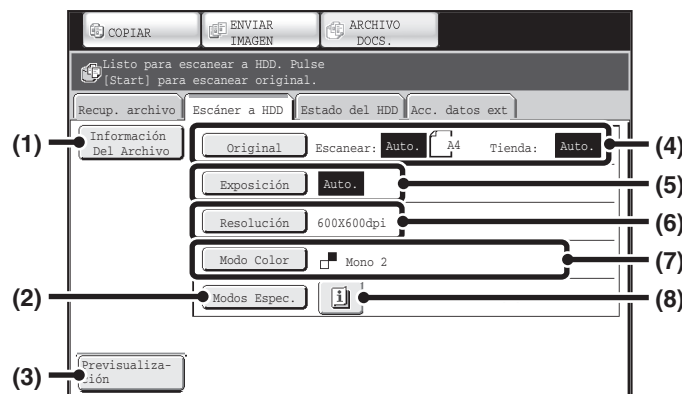 COPIAR
ENVIAR
IMAGEN
ARCHIVO
DOCS.
Listo para escanear a HDD. Pulse
[Start] para escanear original.
Recup. archivo Escáner a HDD Estado del HDD Acc. datos ext
(1) Información
Del Archivo
Original Escanear: Auto. A4 Tienda: Auto. (4)
Exposición Auto. (5)
Resolución 600X600dpi (6)
Modo Color Mono 2 (7)
(2) Modos Espec. (8)
(3) Previsualiza-
ción